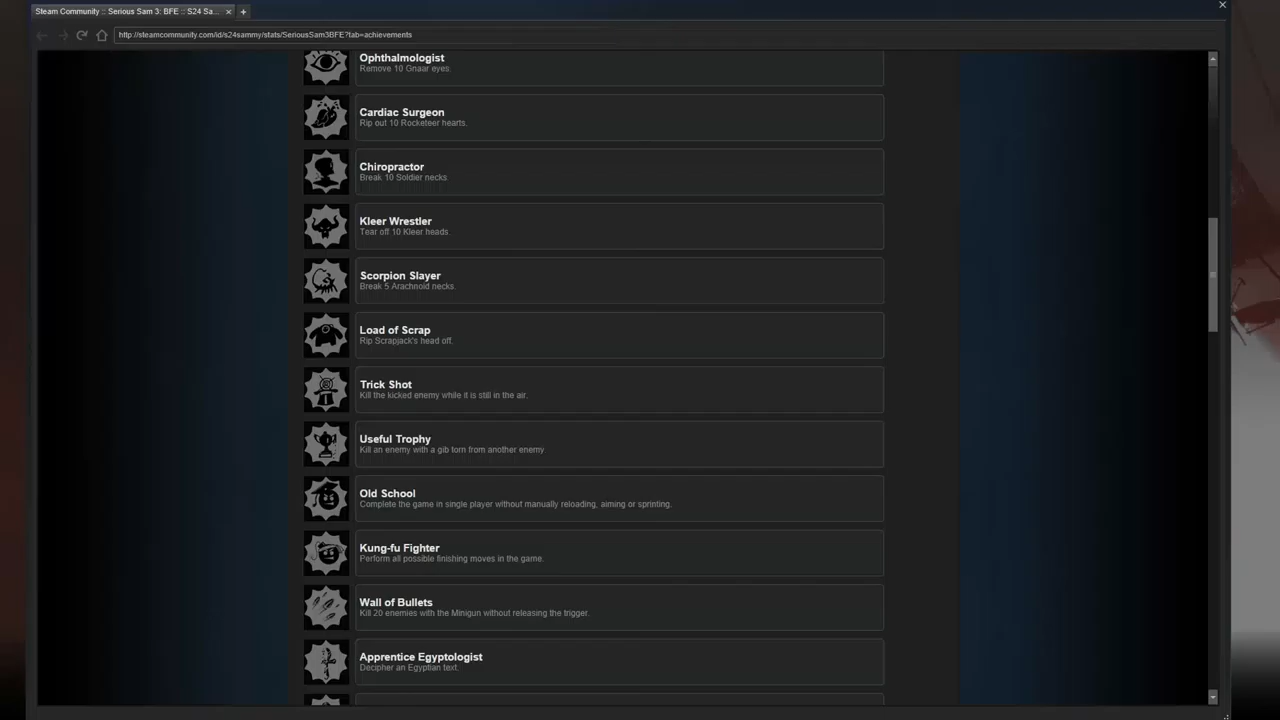 Steam Community :: Serious Sam 3: BFE :: S24 Sa...
http://steamcommunity.com/id/s24sammy/stats/SeriousSam3BFE?tab=achievements
Ophthalmologist
Remove 10 Gnaar eyes.
Cardiac Surgeon
Rip out 10 Rocketeer hearts.
Chiropractor
Break 10 Soldier necks.
Kleer Wrestler
Tear off 10 Kleer heads.
Scorpion Slayer
Break 5 Arachnoid necks.
Load of Scrap
Rip Scrapjack's head off.
Trick Shot
Kill the kicked enemy while it is still in the air.
Useful Trophy
Kill an enemy with a gib torn from another enemy.
Old School
Complete the game in single player without manually reloading, aiming or sprinting.
Kung-fu Fighter
Perform all possible finishing moves in the game.
Wall of Bullets
Kill 20 enemies with the Minigun without releasing the trigger.
Apprentice Egyptologist
Decipher an Egyptian text.